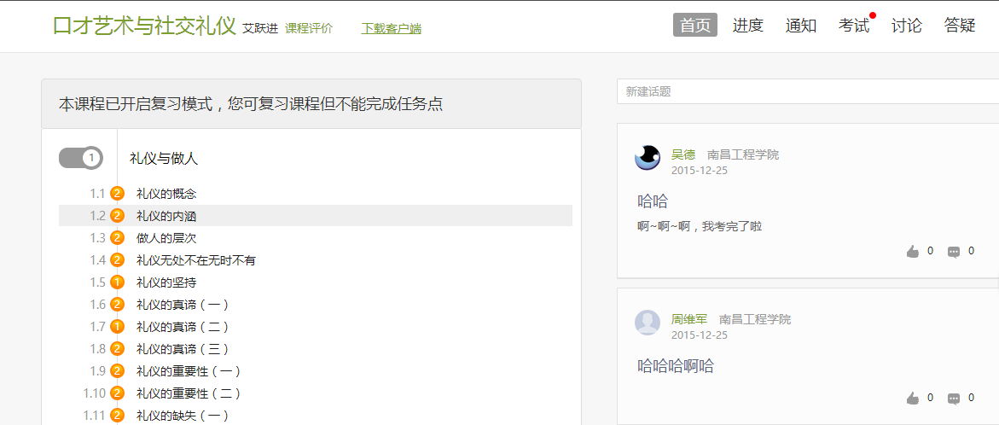 口才艺术与社交礼仪 艾跃进 课程评价 下载客户端 首页 进度 通知 考试 讨论 答疑
本课程已开启复习模式，您可复习课程但不能完成任务点
1 礼仪与做人
1.1 2 礼仪的概念
1.2 2 礼仪的内涵
1.3 2 做人的层次
1.4 2 礼仪无处不在无时不有
1.5 1 礼仪的坚持
1.6 2 礼仪的真谛（一）
1.7 1 礼仪的真谛（二）
1.8 2 礼仪的真谛（三）
1.9 2 礼仪的重要性（一）
1.10 2 礼仪的重要性（二）
1.11 2 礼仪的缺失（一）
新建话题
吴德 南昌工程学院
2015-12-25
哈哈
啊~啊~啊，我考完了啦
0 0
周维军 南昌工程学院
2015-12-25
哈哈哈啊哈
0 0